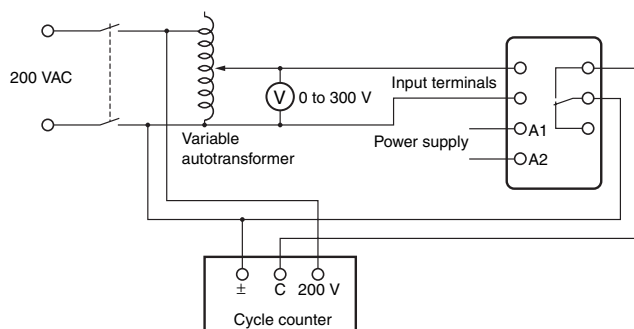 200 VAC
V
0 to 300 V
Variable
autotransformer
Input terminals
Power supply
A1
A2
± C 200 V
Cycle counter